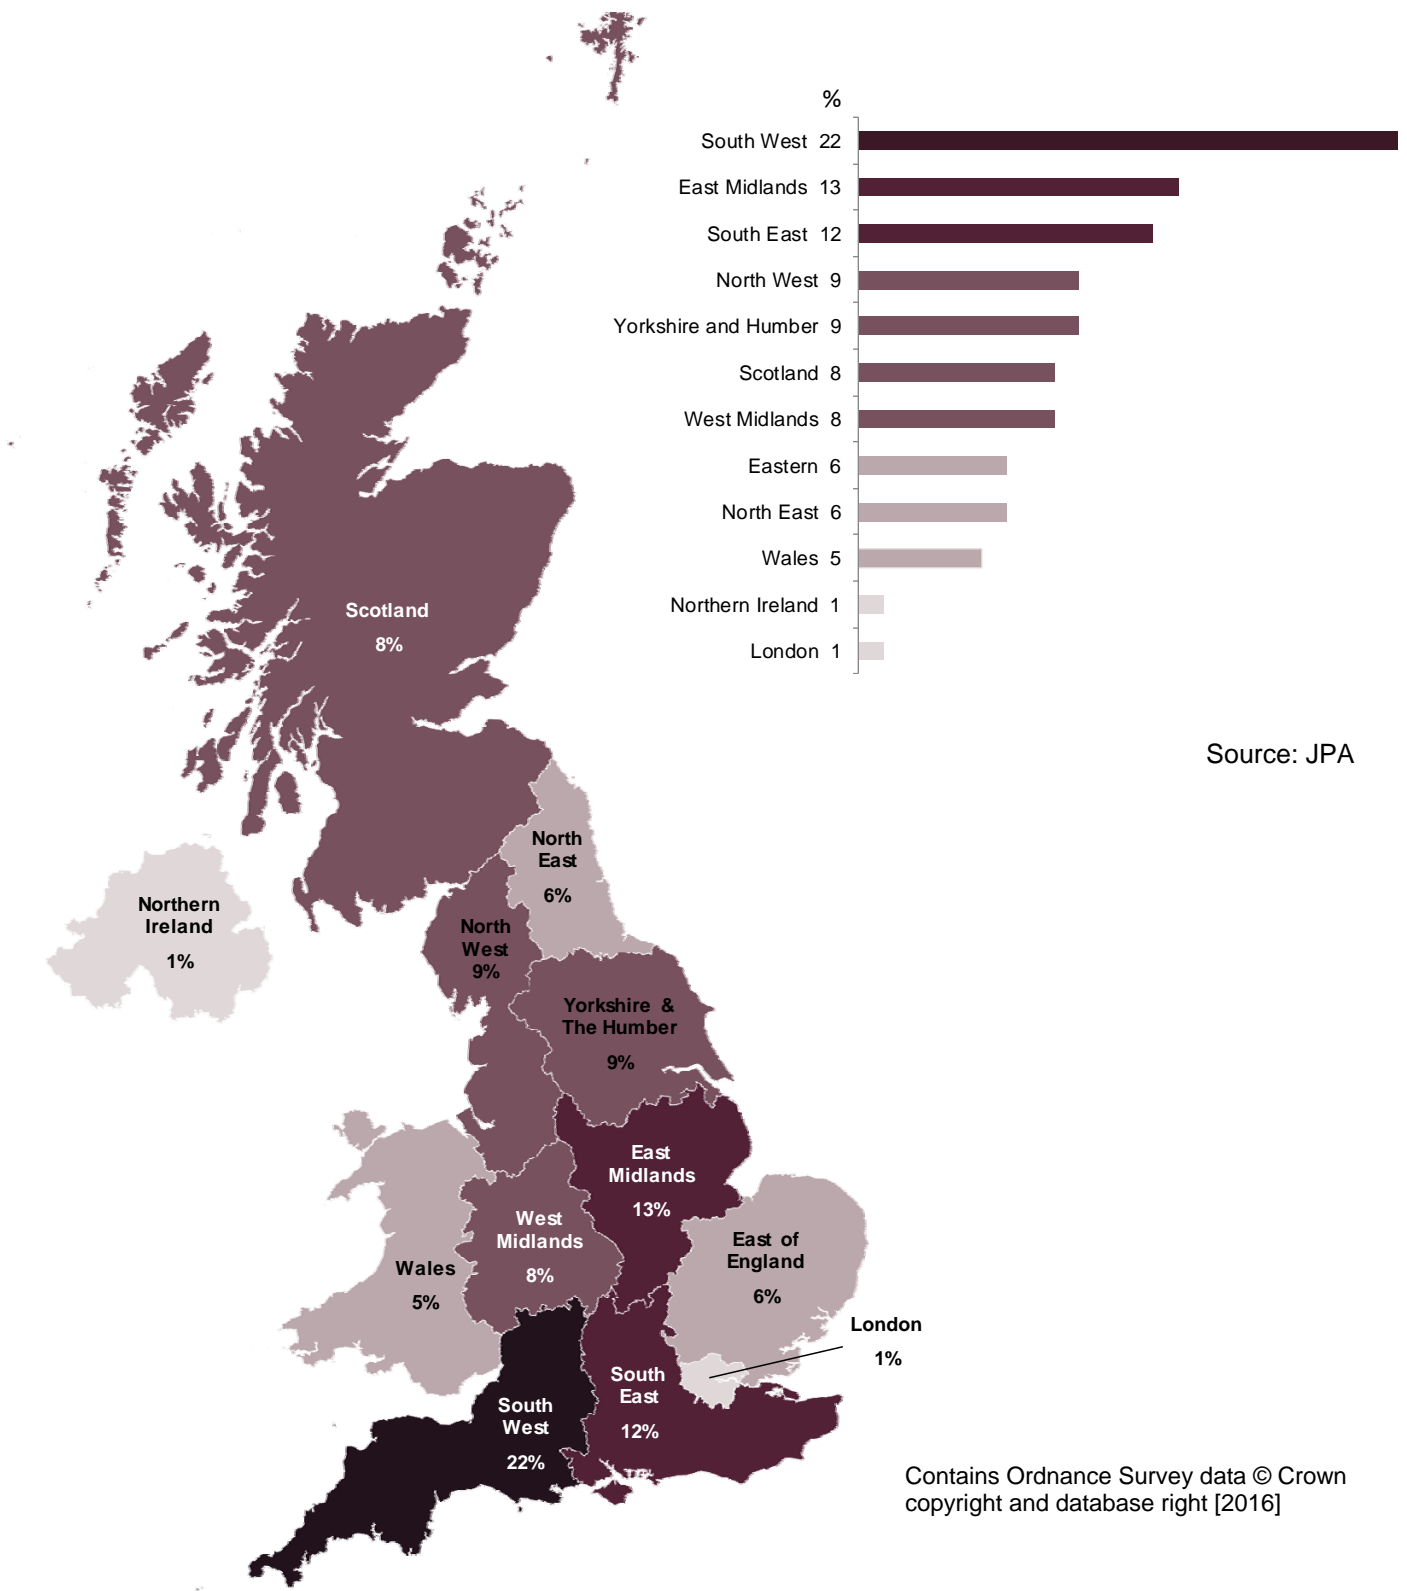 %
South West 22
East Midlands 13
South East 12
North West 9
Yorkshire and Humber 9
Scotland 8
West Midlands 8
Eastern 6
North East 6
Wales 5
Northern Ireland 1
London 1
Source: JPA
Scotland
8%
North
East
6%
Northern
Ireland
1%
North
West
9%
Yorkshire &
The Humber
9%
East
Midlands
13%
West
Midlands
8%
East of
England
6%
Wales
5%
London
1%
South
East
12%
South
West
22%
Contains Ordnance Survey data © Crown
copyright and database right [2016]